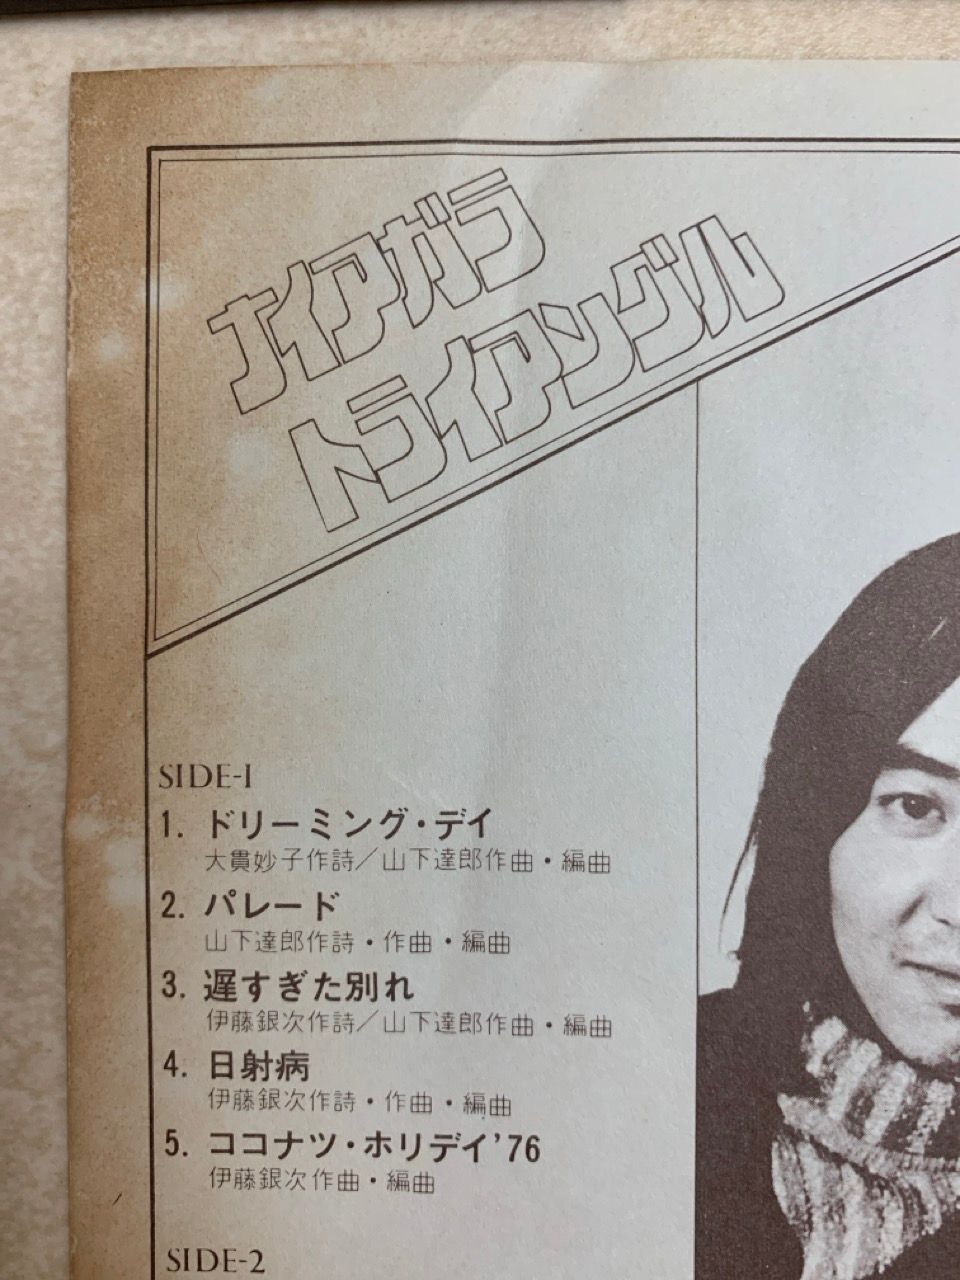 ナイアガラ
トライアングル
SIDE-1
1. ドリーミング・デイ
大貫妙子作詩／山下達郎作曲・編曲
2. パレード
山下達郎作詩・作曲・編曲
3. 遅すぎた別れ
伊藤銀次作詩／山下達郎作曲・編曲
4. 日射病
伊藤銀次作詩・作曲・編曲
5. ココナツ・ホリデイ'76
伊藤銀次作曲・編曲
SIDE-2